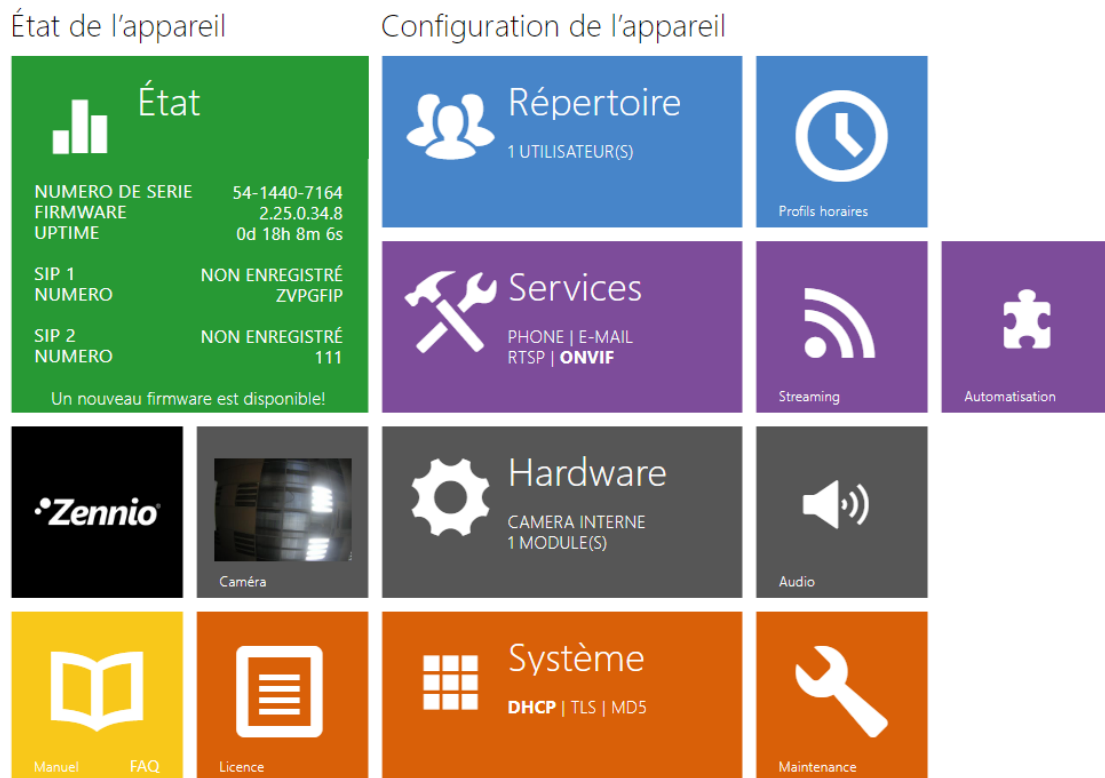 État de l'appareil
Configuration de l'appareil
État
NUMERO DE SERIE 54-1440-7164
FIRMWARE 2.25.0.34.8
UPTIME 0d 18h 8m 6s
SIP 1 NON ENREGISTRÉ
NUMERO ZVPGFIP
SIP 2 NON ENREGISTRÉ
NUMERO 111
Un nouveau firmware est disponible!
Répertoire
1 UTILISATEUR(S)
Profils horaires
Services
PHONE | E-MAIL
RTSP | ONVIF
Streaming
Automatisation
Zennio
Caméra
Hardware
CAMERA INTERNE
1 MODULE(S)
Audio
Manuel FAQ
Licence
Système
DHCP | TLS | MD5
Maintenance